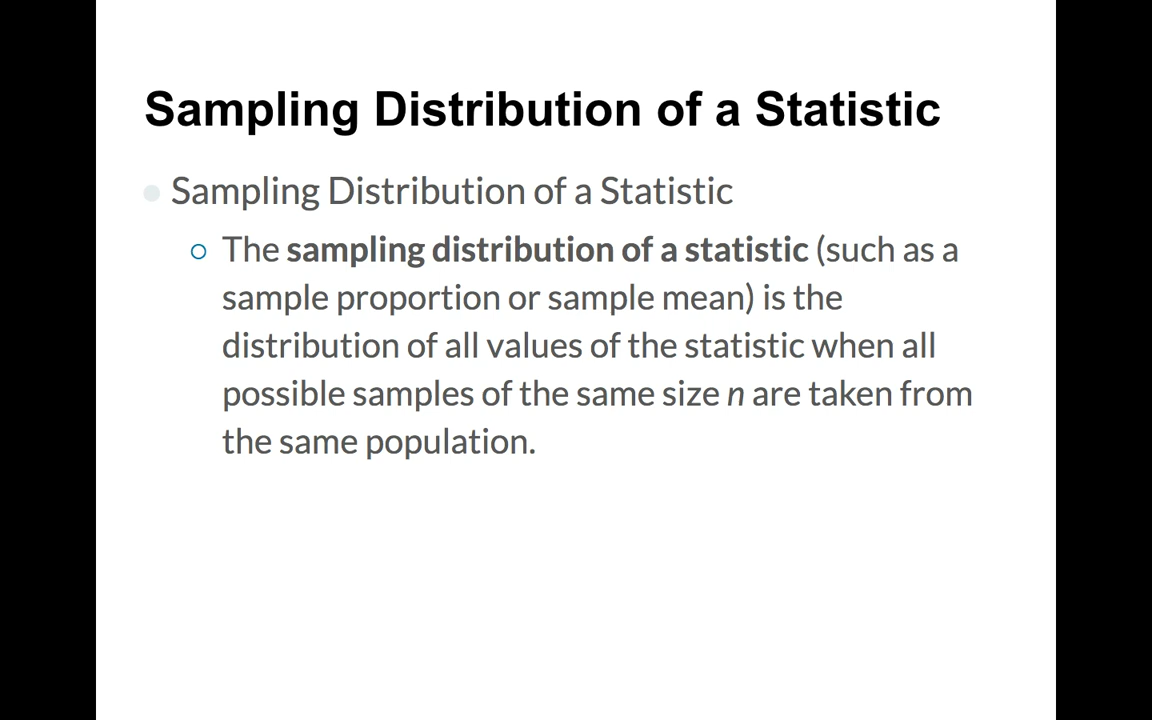 Sampling Distribution of a Statistic
Sampling Distribution of a Statistic
The sampling distribution of a statistic (such as a
sample proportion or sample mean) is the
distribution of all values of the statistic when all
possible samples of the same size n are taken from
the same population.